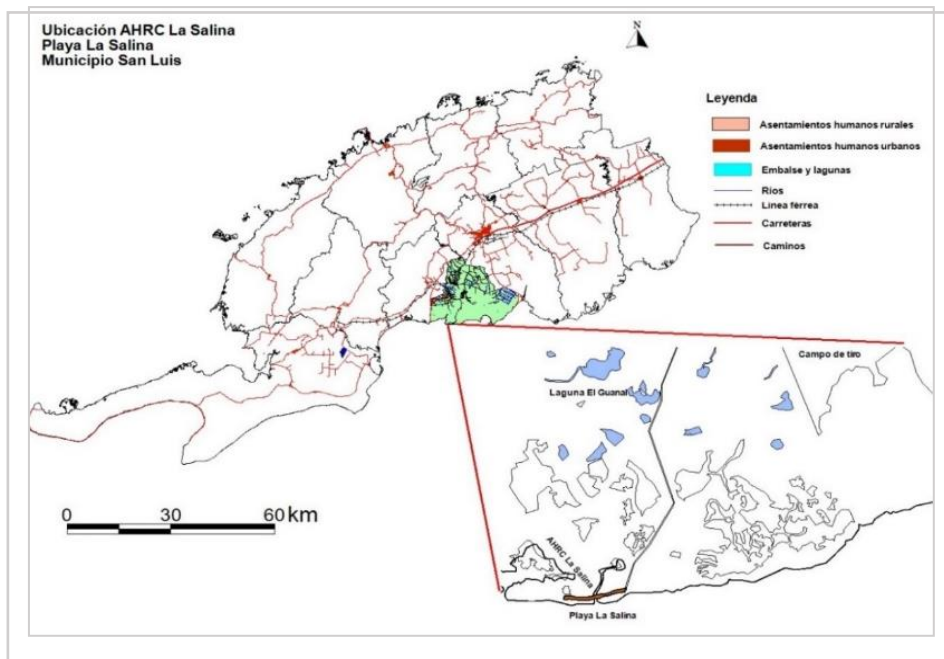 Ubicación AHRC La Salina
Playa La Salina
Municipio San Luis
N
Leyenda
Asentamientos humanos rurales
Asentamientos humanos urbanos
Embalse y lagunas
Ríos
Línea férrea
Carreteras
Caminos
Campo de tiro
Laguna El Guanal
0 30 60 km
AHRC La Salina
Playa La Salina